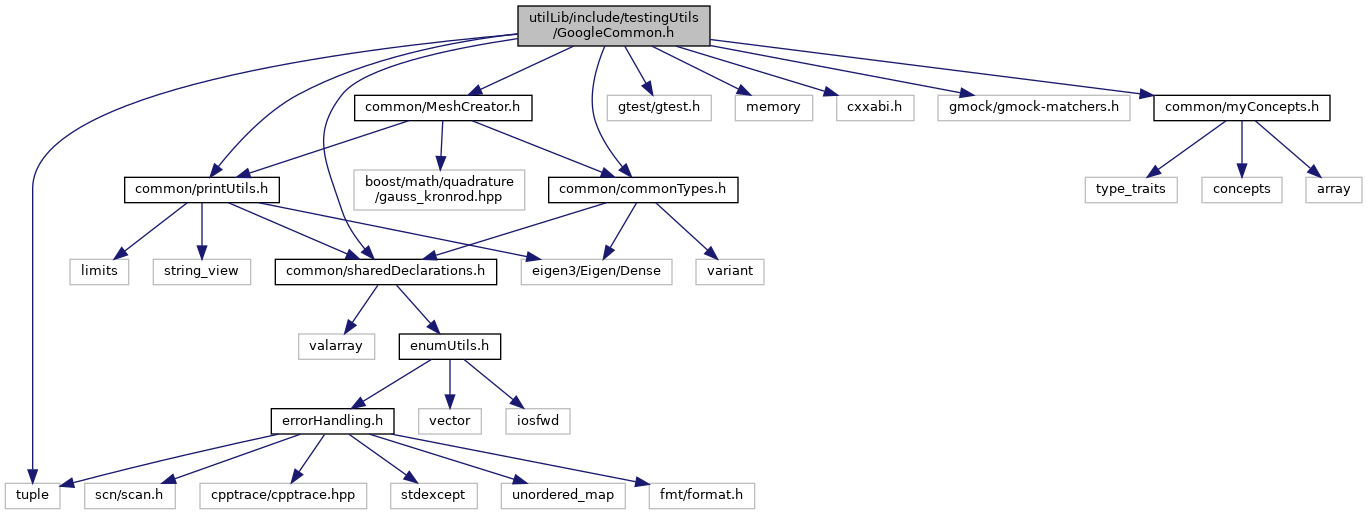 utilLib/include/testingUtils
/GoogleCommon.h
common/MeshCreator.h
gtest/gtest.h
memory
cxxabi.h
gmock/gmock-matchers.h
common/myConcepts.h
common/printUtils.h
boost/math/quadrature
/gauss_kronrod.hpp
common/commonTypes.h
type_traits
concepts
array
limits
string_view
common/sharedDeclarations.h
eigen3/Eigen/Dense
variant
valarray
enumUtils.h
errorHandling.h
vector
iosfwd
tuple
scn/scan.h
cpptrace/cpptrace.hpp
stdexcept
unordered_map
fmt/format.h